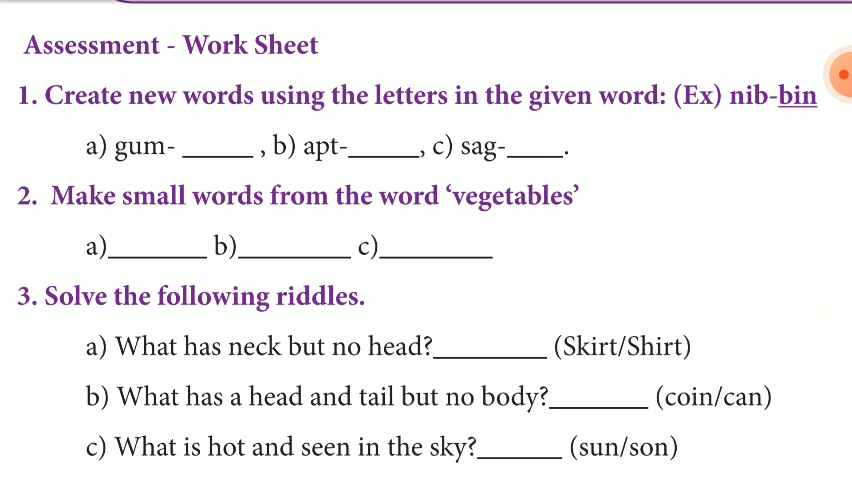 Assessment - Work Sheet
1. Create new words using the letters in the given word: (Ex) nib-bin
a) gum- ______ , b) apt-______, c) sag-_____.
2. Make small words from the word ‘vegetables’
a)_________ b)__________ c)__________
3. Solve the following riddles.
a) What has neck but no head?__________ (Skirt/Shirt)
b) What has a head and tail but no body?_________ (coin/can)
c) What is hot and seen in the sky?________ (sun/son)